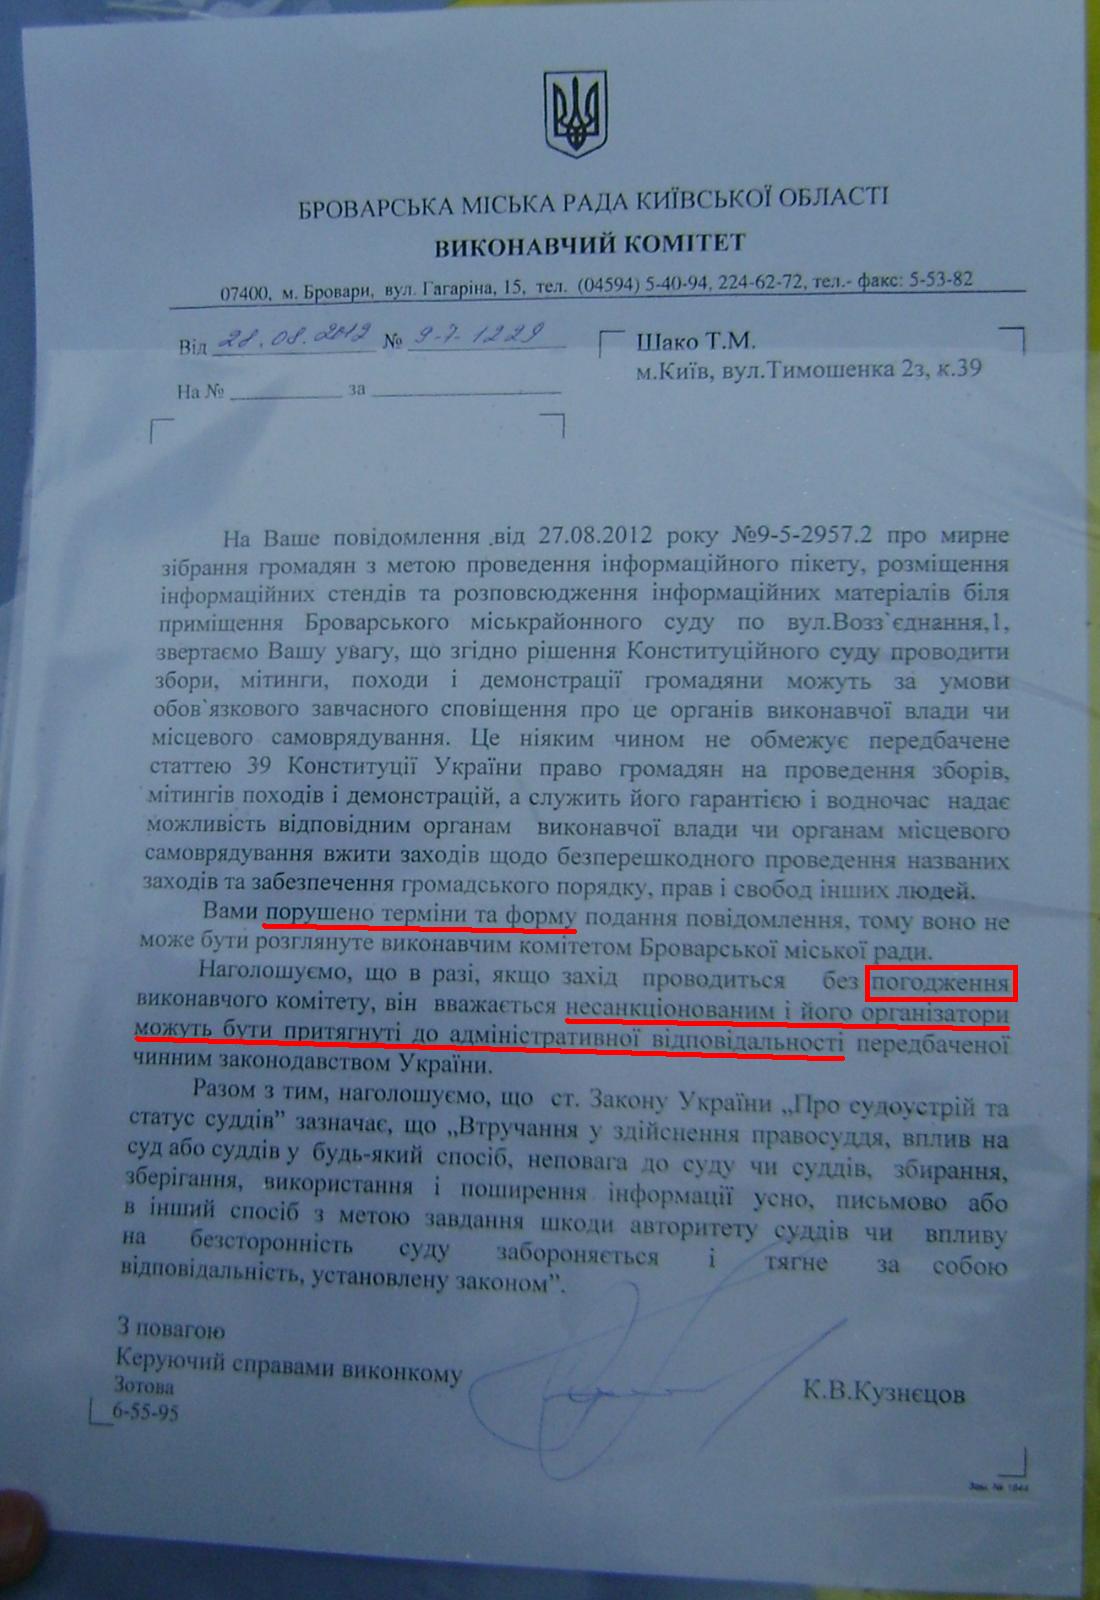 БРОВАРСЬКА МІСЬКА РАДА КИЇВСЬКОЇ ОБЛАСТІ
ВИКОНАВЧИЙ КОМІТЕТ
07400, м. Бровари, вул. Гагаріна, 15, тел. (04594) 5-40-94, 224-62-72, тел.- факс: 5-53-82
Від 28.08.2012 № 9-7-1229
Шако Т.М.
м.Київ, вул.Тимошенка 2з, к.39
На № за
На Ваше повідомлення від 27.08.2012 року №9-5-2957.2 про мирне
зібрання громадян з метою проведення інформаційного пікету, розміщення
інформаційних стендів та розповсюдження інформаційних матеріалів біля
приміщення Броварського міськрайонного суду по вул.Возз`єднання,1,
звертаємо Вашу увагу, що згідно рішення Конституційного суду проводити
збори, мітинги, походи і демонстрації громадяни можуть за умови
обов`язкового завчасного сповіщення про це органів виконавчої влади чи
місцевого самоврядування. Це ніяким чином не обмежує передбачене
статтею 39 Конституції України право громадян на проведення зборів,
мітингів походів і демонстрацій, а служить його гарантією і водночас надає
можливість відповідним органам виконавчої влади чи органам місцевого
самоврядування вжити заходів щодо безперешкодного проведення названих
заходів та забезпечення громадського порядку, прав і свобод інших людей.
Вами порушено терміни та форму подання повідомлення, тому воно не
може бути розглянуте виконавчим комітетом Броварської міської ради.
Наголошуємо, що в разі, якщо захід проводиться без погодження
виконавчого комітету, він вважається несанкціонованим і його організатори
можуть бути притягнуті до адміністративної відповідальності передбаченої
чинним законодавством України.
Разом з тим, наголошуємо, що ст. Закону України „Про судоустрій та
статус суддів” зазначає, що „Втручання у здійснення правосуддя, вплив на
суд або суддів у будь-який спосіб, неповага до суду чи суддів, збирання,
зберігання, використання і поширення інформації усно, письмово або
в інший спосіб з метою завдання шкоди авторитету суддів чи впливу
на безсторонність суду забороняється і тягне за собою
відповідальність, установлену законом”.
З повагою
Керуючий справами виконкому
К.В.Кузнєцов
Зотова
6-55-95
Зам. № 1844